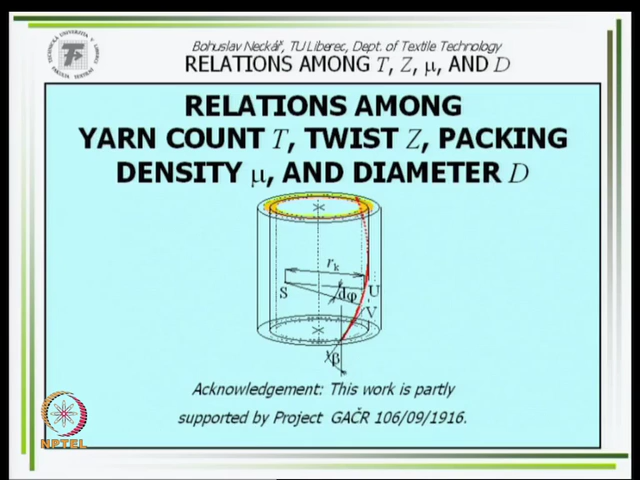 Bohuslav Neckář, TU Liberec, Dept. of Textile Technology
RELATIONS AMONG T, Z, μ, AND D
RELATIONS AMONG
YARN COUNT T, TWIST Z, PACKING
DENSITY μ, AND DIAMETER D
r_k
S
dφ
U
V
β
Acknowledgement: This work is partly
supported by Project GAČR 106/09/1916.
NPTEL